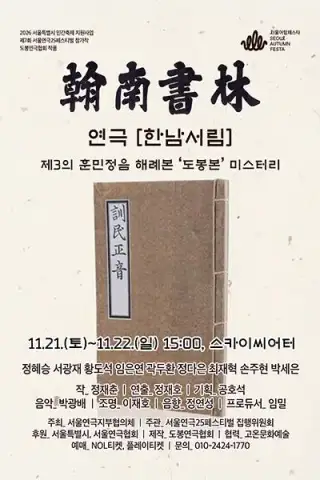 2026 서울특별시 민간축제 지원사업
제7회 서울연극25페스티벌 참가작
도봉연극협회 작품
서울어텀페스타
SEOUL
AUTUMN
FESTA
翰南書林
연극 [한남서림]
제3의 훈민정음 해례본 ‘도봉본’ 미스터리
訓民正音
11.21.(토)~11.22.(일) 15:00, 스카이씨어터
정혜승 서광재 황도석 임은연 곽두환 정다은 최재혁 손주현 박세은
작_ 정재춘 | 연출_ 정재호 | 기획_ 공호석
음악_ 박광배 | 조명_ 이재호 | 음향_ 정연성 | 프로듀서_ 임밀
주최_ 서울연극지부협의체 | 주관_ 서울연극25페스티벌 집행위원회
후원_ 서울특별시, 서울연극협회 | 제작_ 도봉연극협회 | 협력_ 고온문화예술
예매_ NOL티켓, 플레이티켓 | 문의_ 010-2424-1770